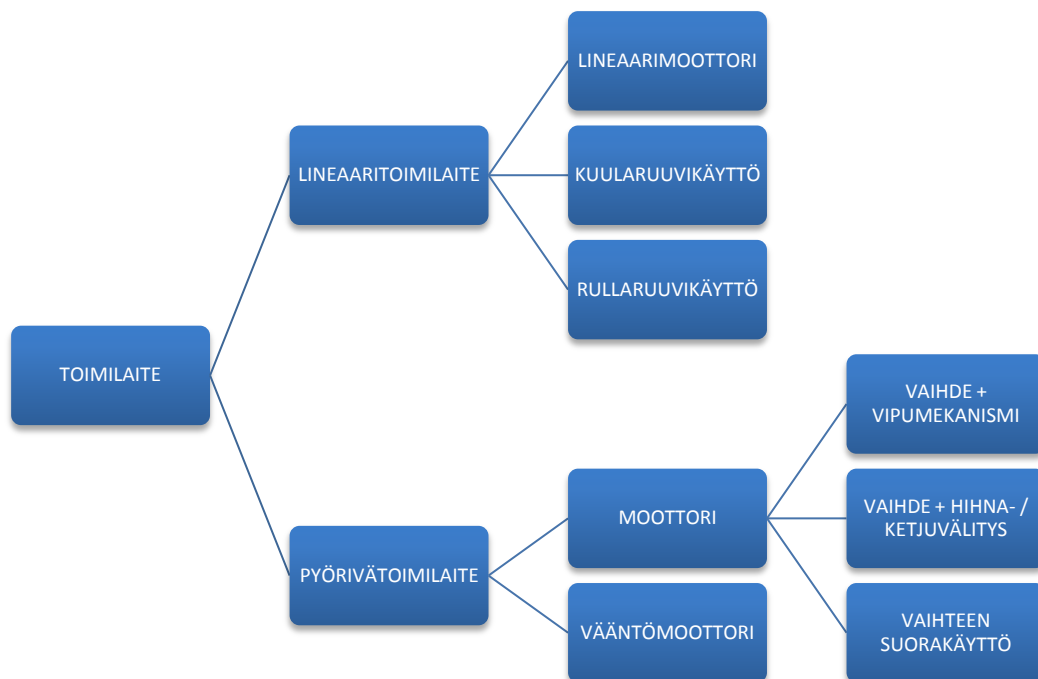 LINEAARIMOOTTORI
LINEAARITOIMILAITE
KUULARUUVIKÄYTTÖ
RULLARUUVIKÄYTTÖ
TOIMILAITE
VAIHDE +
VIPUMEKANISMI
MOOTTORI
VAIHDE + HIHNA- /
KETJUVÄLITYS
PYÖRIVÄTOIMILAITE
VÄÄNTÖMOOTTORI
VAIHTEEN
SUORAKÄYTTÖ